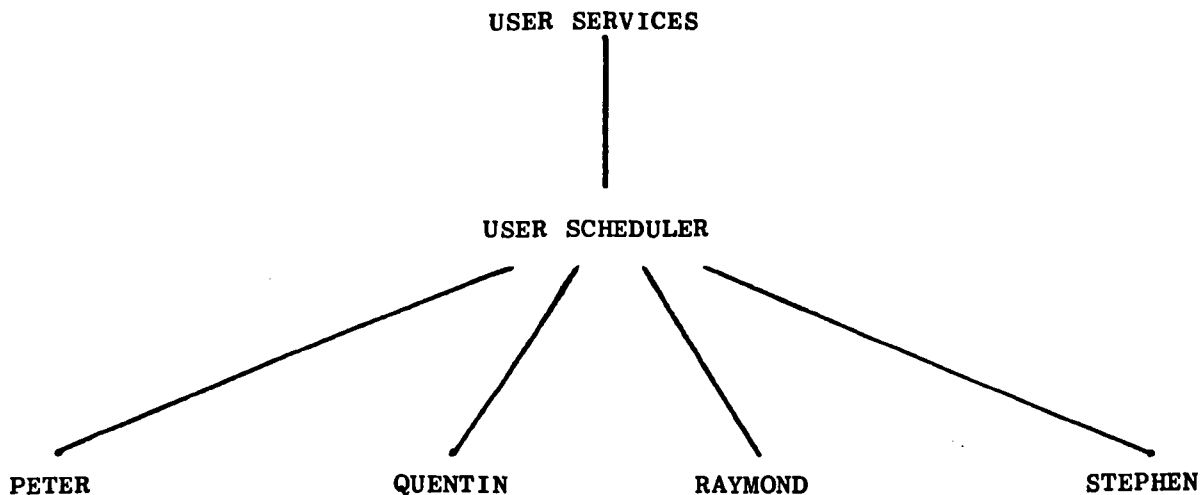 USER SERVICES
USER SCHEDULER
PETER QUENTIN RAYMOND STEPHEN